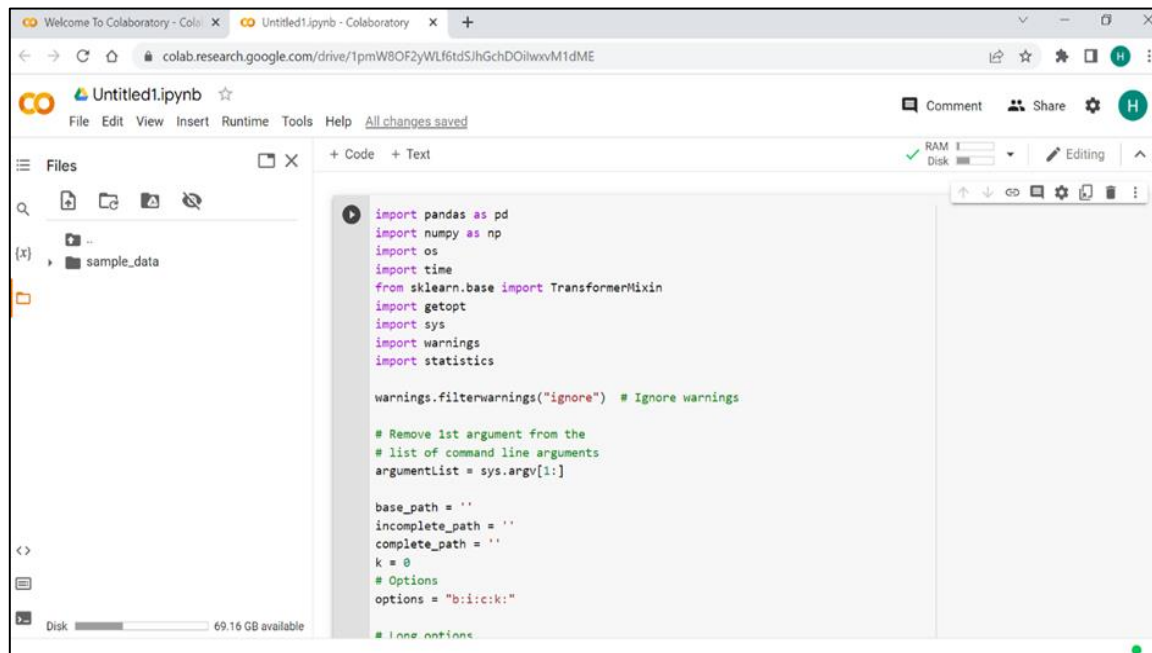 Welcome To Colaboratory - Cola
Untitled1.ipynb - Colaboratory
colab.research.google.com/drive/1pmW8OF2yWLf6tdSJhGchDOilwxvM1dME
H
CO
Untitled1.ipynb
Comment
Share
H
File Edit View Insert Runtime Tools Help All changes saved
Files
+ Code + Text
RAM
Disk
Editing
{x}
..
sample_data
import pandas as pd
import numpy as np
import os
import time
from sklearn.base import TransformerMixin
import getopt
import sys
import warnings
import statistics
warnings.filterwarnings("ignore") # Ignore warnings
# Remove 1st argument from the
# list of command line arguments
argumentList = sys.argv[1:]
base_path = ''
incomplete_path = ''
complete_path = ''
k = 0
# Options
options = "b:i:c:k:"
# Long options
Disk 69.16 GB available